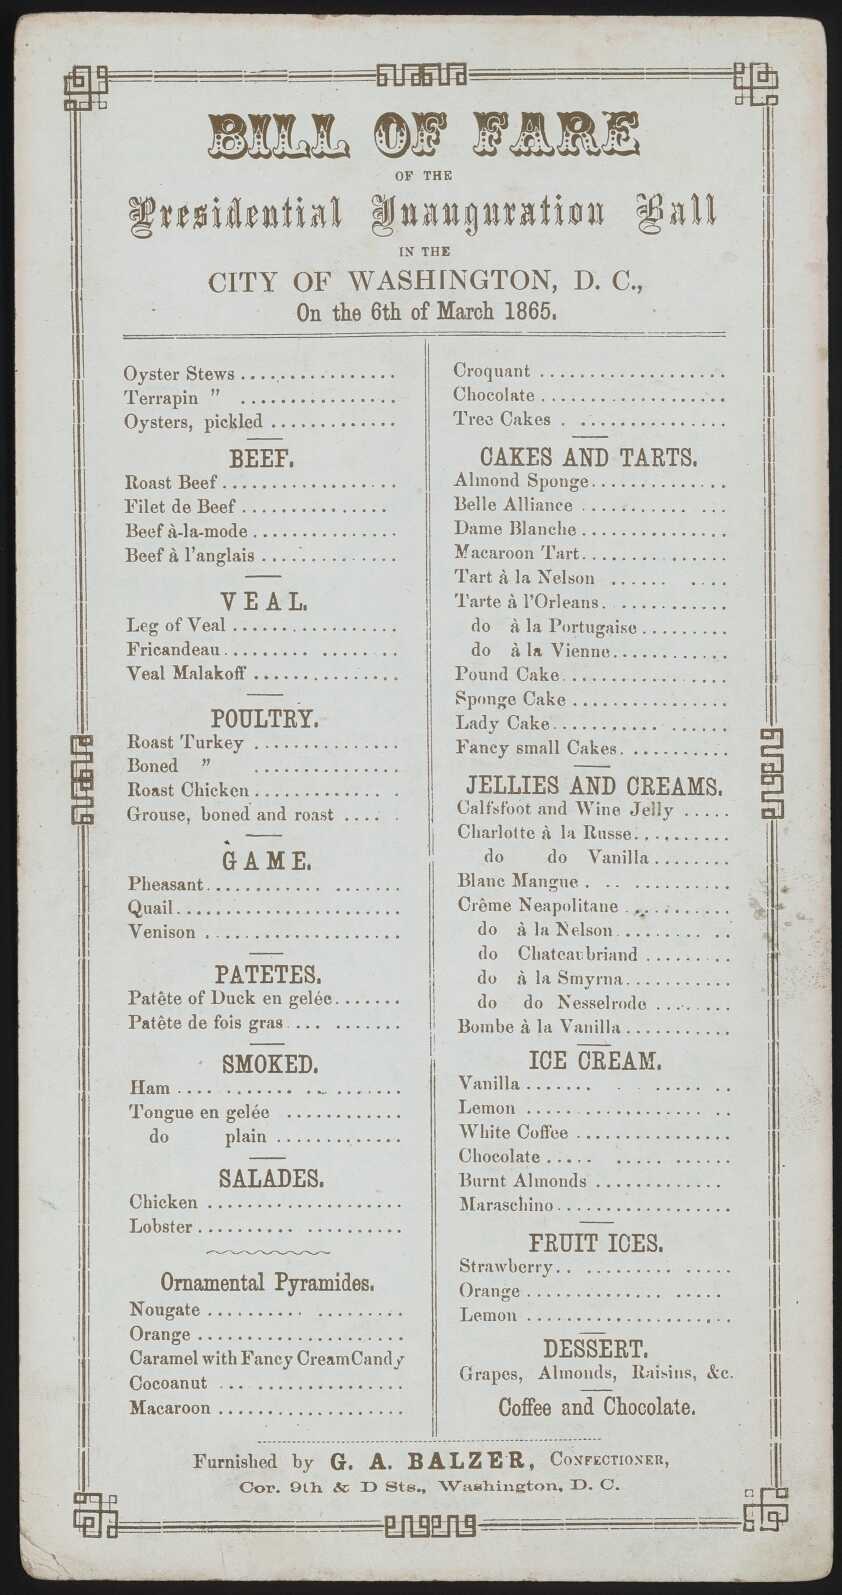 BILL OF FARE
OF THE
Presidential Inauguration Ball
IN THE
CITY OF WASHINGTON, D. C.,
On the 6th of March 1865.
Oyster Stews
Terrapin "
Oysters, pickled
BEEF.
Roast Beef
Filet de Beef
Beef à-la-mode
Beef à l'anglais
VEAL.
Leg of Veal
Fricandeau
Veal Malakoff
POULTRY.
Roast Turkey
Boned "
Roast Chicken
Grouse, boned and roast
GAME.
Pheasant
Quail
Venison
PATETES.
Patête of Duck en gelée
Patête de fois gras
SMOKED.
Ham
Tongue en gelée
do plain
SALADES.
Chicken
Lobster
Ornamental Pyramides.
Nougate
Orange
Caramel with Fancy Cream Candy
Cocoanut
Macaroon
Croquant
Chocolate
Tree Cakes
CAKES AND TARTS.
Almond Sponge
Belle Alliance
Dame Blanche
Macaroon Tart
Tart à la Nelson
Tarte à l'Orleans
do à la Portugaise
do à la Vienne
Pound Cake
Sponge Cake
Lady Cake
Fancy small Cakes
JELLIES AND CREAMS.
Calfsfoot and Wine Jelly
Charlotte à la Russe
do do Vanilla
Blanc Mangue
Crême Neapolitane
do à la Nelson
do Chateaubriand
do à la Smyrna
do do Nesselrode
Bombe à la Vanilla
ICE CREAM.
Vanilla
Lemon
White Coffee
Chocolate
Burnt Almonds
Maraschino
FRUIT ICES.
Strawberry
Orange
Lemon
DESSERT.
Grapes, Almonds, Raisins, &c.
Coffee and Chocolate.
Furnished by G. A. BALZER, CONFECTIONER,
Cor. 9th & D Sts., Washington, D. C.